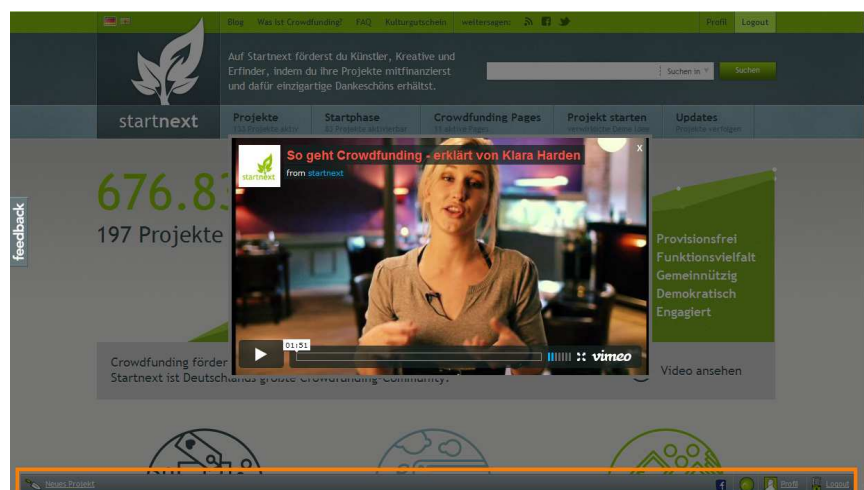 Blog Was ist Crowdfunding? FAQ Kulturgutschein weitersagen:
Profil Logout
Auf Startnext förderst du Künstler, Kreative und
Erfinder, indem du ihre Projekte mitfinanzierst
und dafür einzigartige Dankeschöns erhältst.
Suchen in
Suchen
startnext
Projekte Startphase Crowdfunding Pages Projekt starten Updates
startnext
So geht Crowdfunding - erklärt von Klara Harden
X
from startnext
676.83
197 Projekte
feedback
Provisionsfrei
Funktionsvielfalt
Gemeinnützig
Demokratisch
Engagiert
01:51
vimeo
Crowdfunding förder
Startnext ist Deutschlands größte Crowdfunding-Community.
Video ansehen
Neues Projekt
Profil
Logout